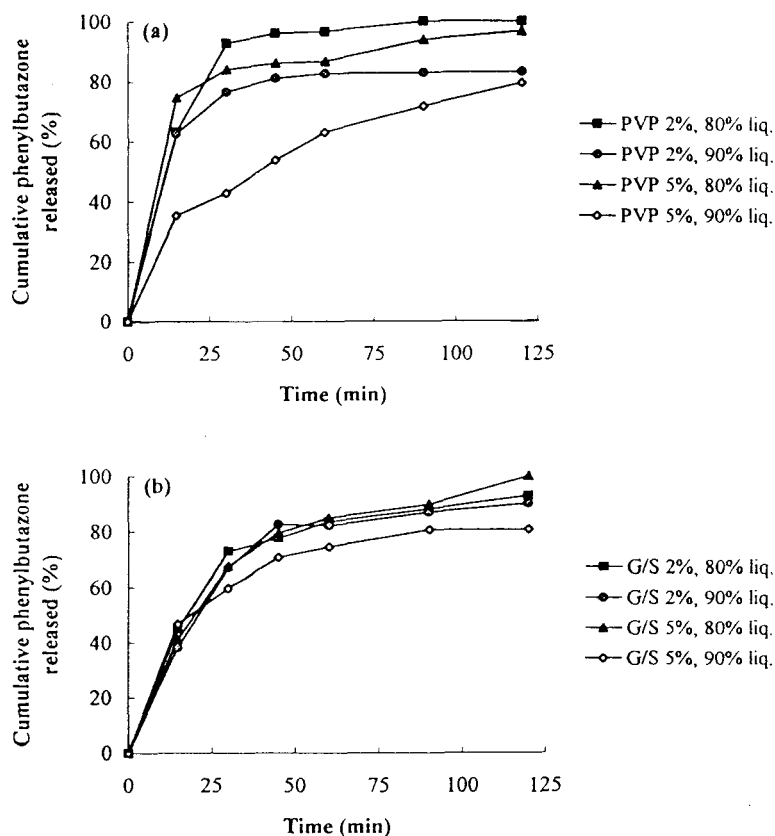 (a)
100
80
60
40
20
0
Cumulative phenylbutazone
released (%)
0 25 50 75 100 125
Time (min)
PVP 2%, 80% liq.
PVP 2%, 90% liq.
PVP 5%, 80% liq.
PVP 5%, 90% liq.
(b)
100
80
60
40
20
0
Cumulative phenylbutazone
released (%)
0 25 50 75 100 125
Time (min)
G/S 2%, 80% liq.
G/S 2%, 90% liq.
G/S 5%, 80% liq.
G/S 5%, 90% liq.